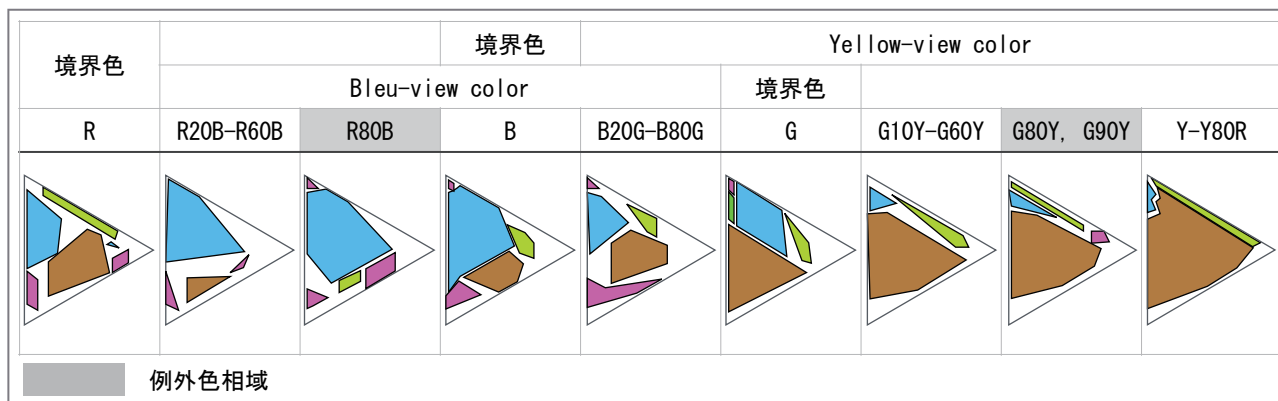 境界色 Yellow-view color
境界色
Bleu-view color 境界色
R R20B-R60B R80B B B20G-B80G G G10Y-G60Y G80Y, G90Y Y-Y80R
例外色相域